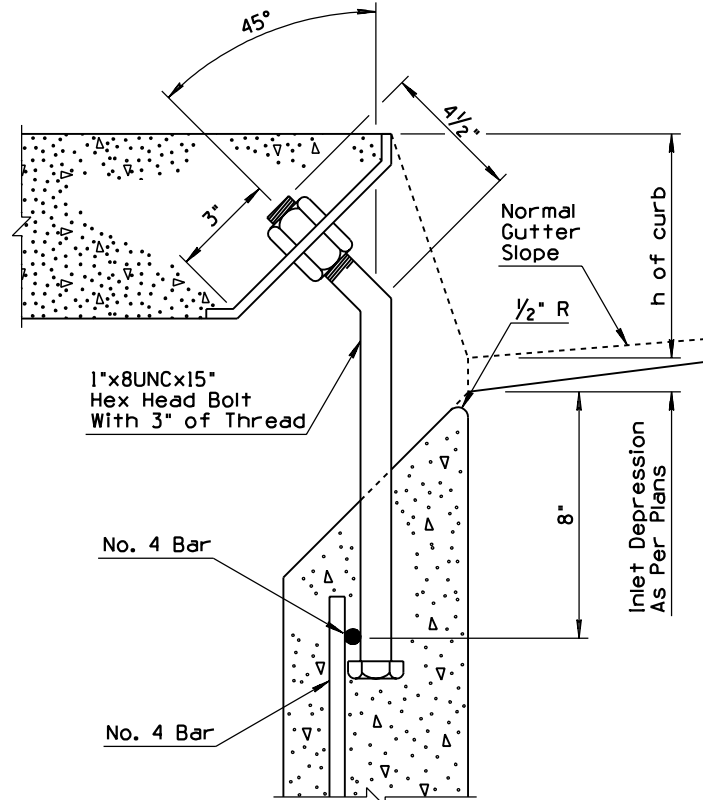 45°
4½"
3"
h of curb
Normal
Gutter
Slope
½" R
1"x8UNCx15"
Hex Head Bolt
With 3" of Thread
8"
Inlet Depression
As Per Plans
No. 4 Bar
No. 4 Bar